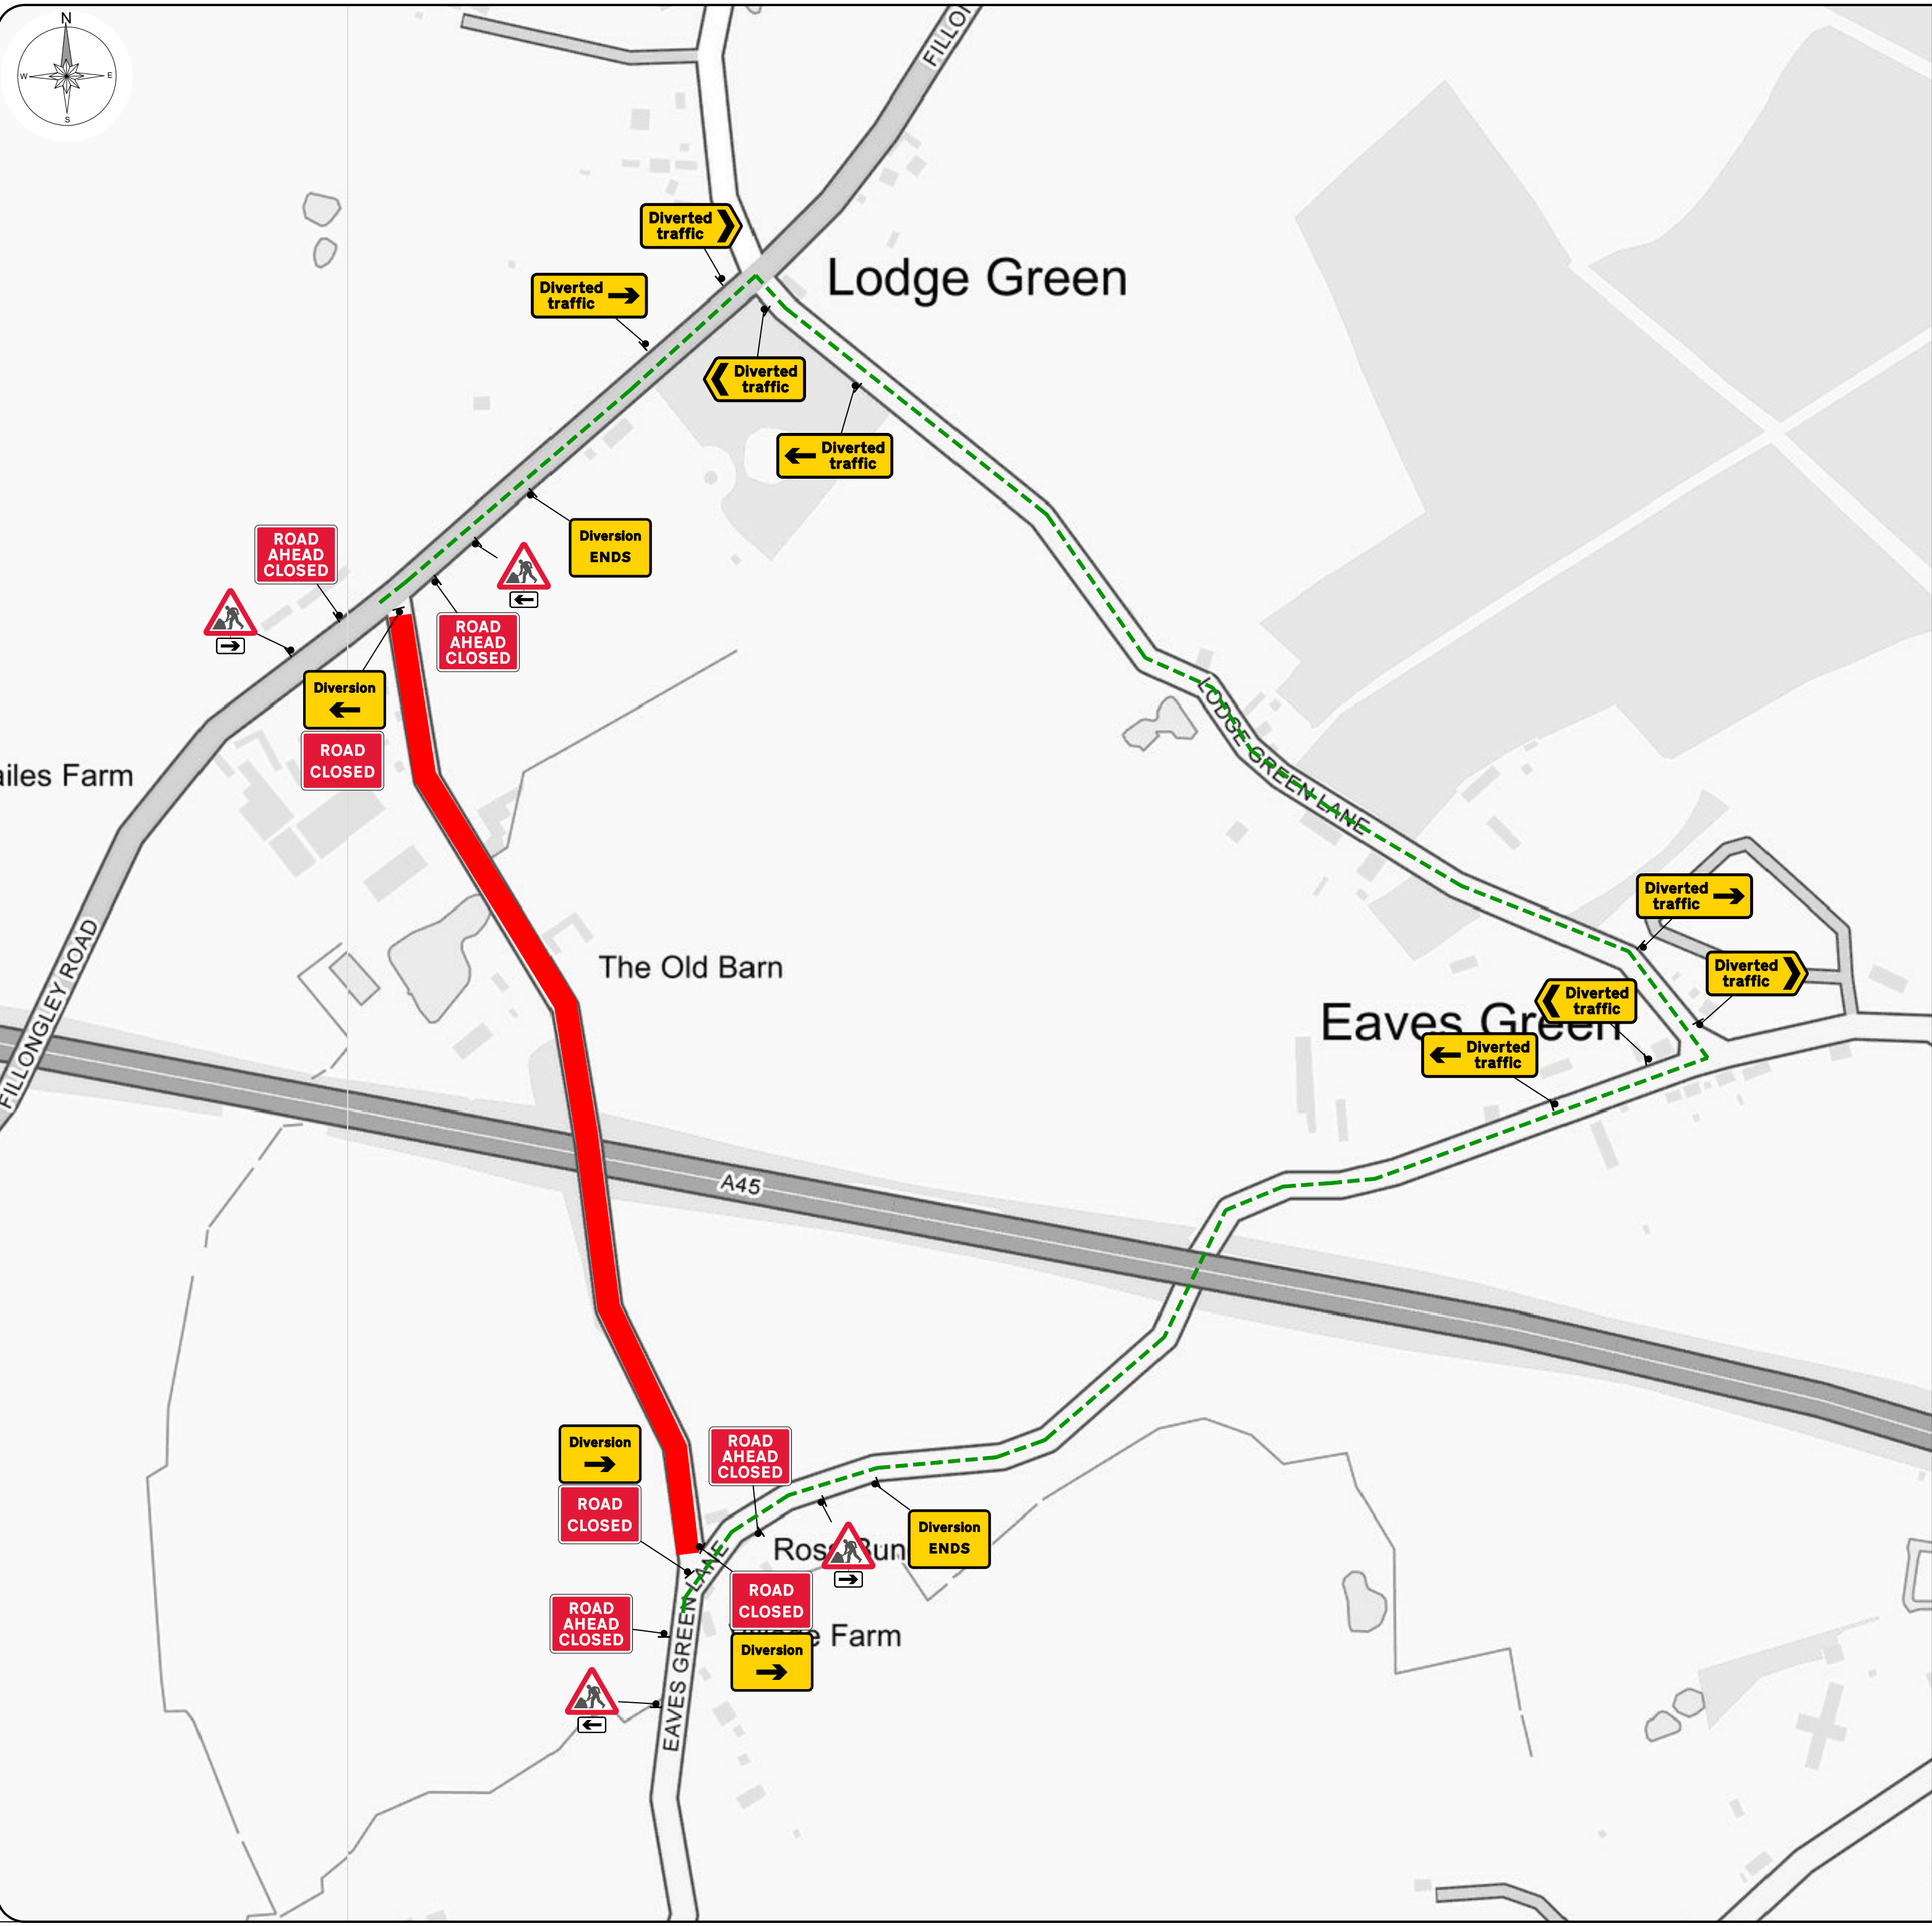 N
W
E
S
FILLO
Diverted
traffic
Lodge Green
Diverted
traffic
Diverted
traffic
Diverted
traffic
Diversion
ENDS
ROAD
AHEAD
CLOSED
ROAD
AHEAD
CLOSED
Diversion
ROAD
CLOSED
ailes Farm
LODGE GREEN LANE
Diverted
traffic
Diverted
traffic
Diverted
traffic
Eaves Green
Diverted
traffic
The Old Barn
FILLONGLEY ROAD
A45
Diversion
ROAD
CLOSED
ROAD
AHEAD
CLOSED
Diversion
ENDS
ROAD
CLOSED
Diversion
ROAD
AHEAD
CLOSED
Farm
EAVES GREEN LANE